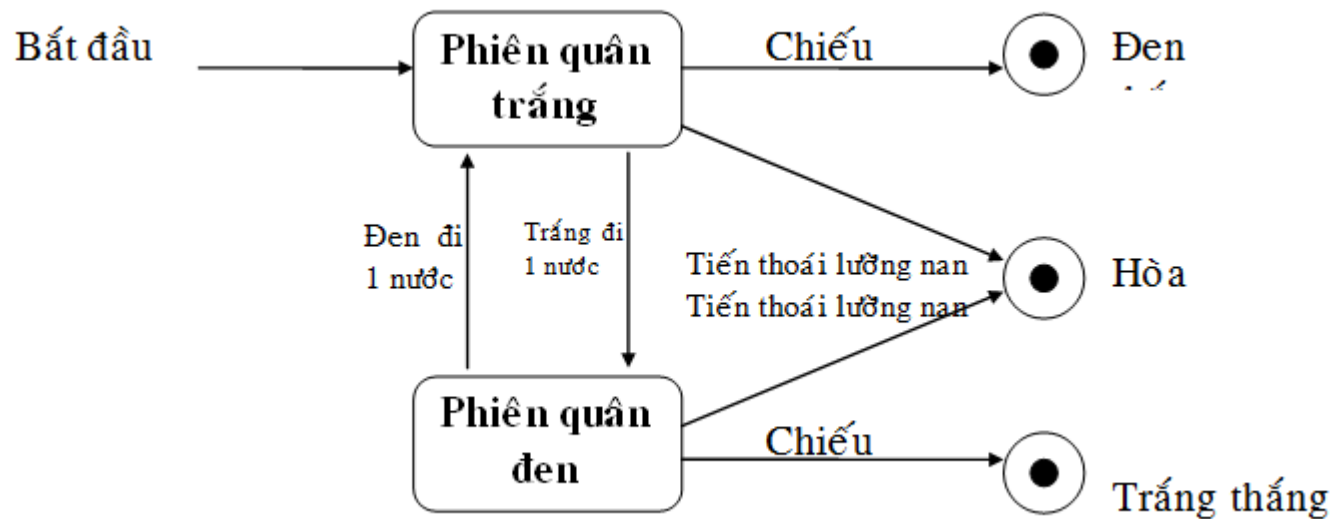 Bắt đầu
Phiên quân
trắng
Chiếu
Đen
Đen đi
1 nước
Trắng đi
1 nước
Tiến thoái lưỡng nan
Tiến thoái lưỡng nan
Hòa
Phiên quân
đen
Chiếu
Trắng thắng